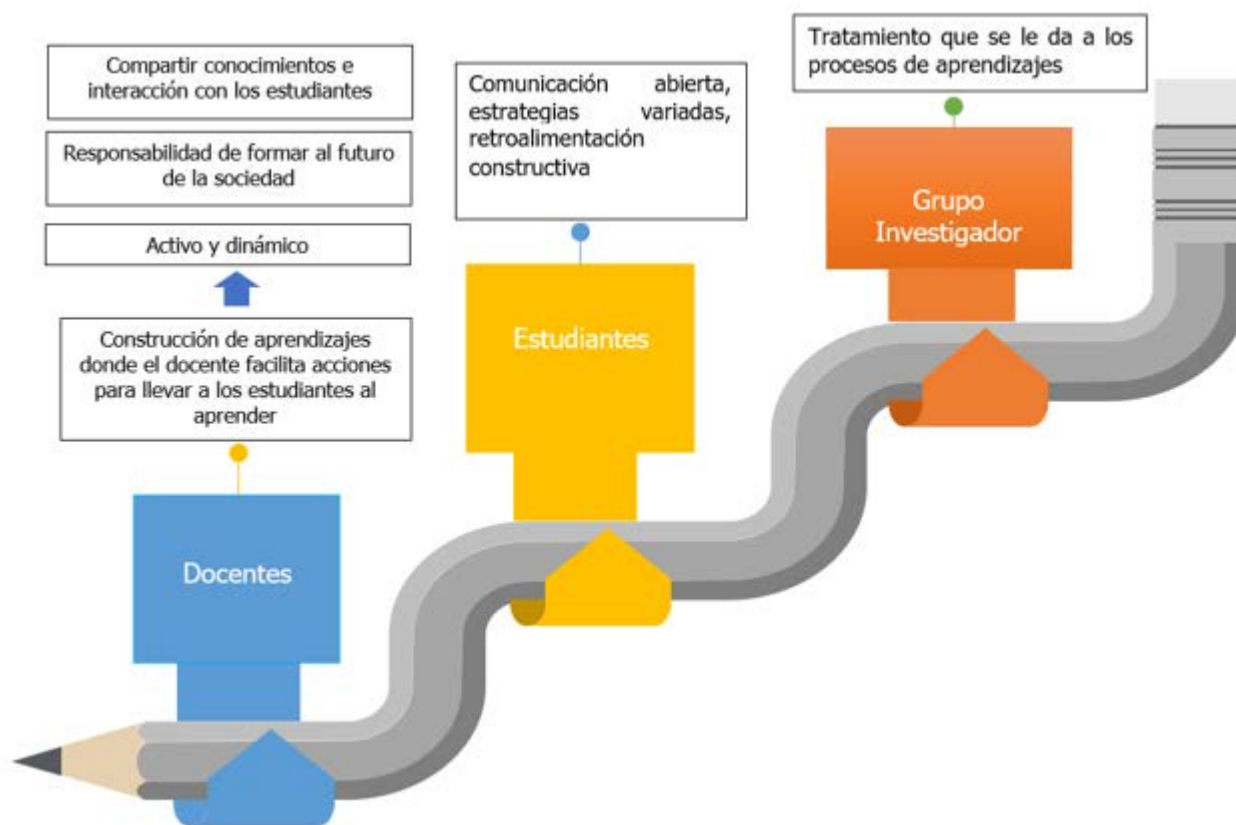 Compartir conocimientos e
interacción con los estudiantes
Responsabilidad de formar al futuro
de la sociedad
Activo y dinámico
Construcción de aprendizajes
donde el docente facilita acciones
para llevar a los estudiantes al
aprender
Docentes
Comunicación abierta,
estrategias variadas,
retroalimentación
constructiva
Estudiantes
Tratamiento que se le da a los
procesos de aprendizajes
Grupo
Investigador